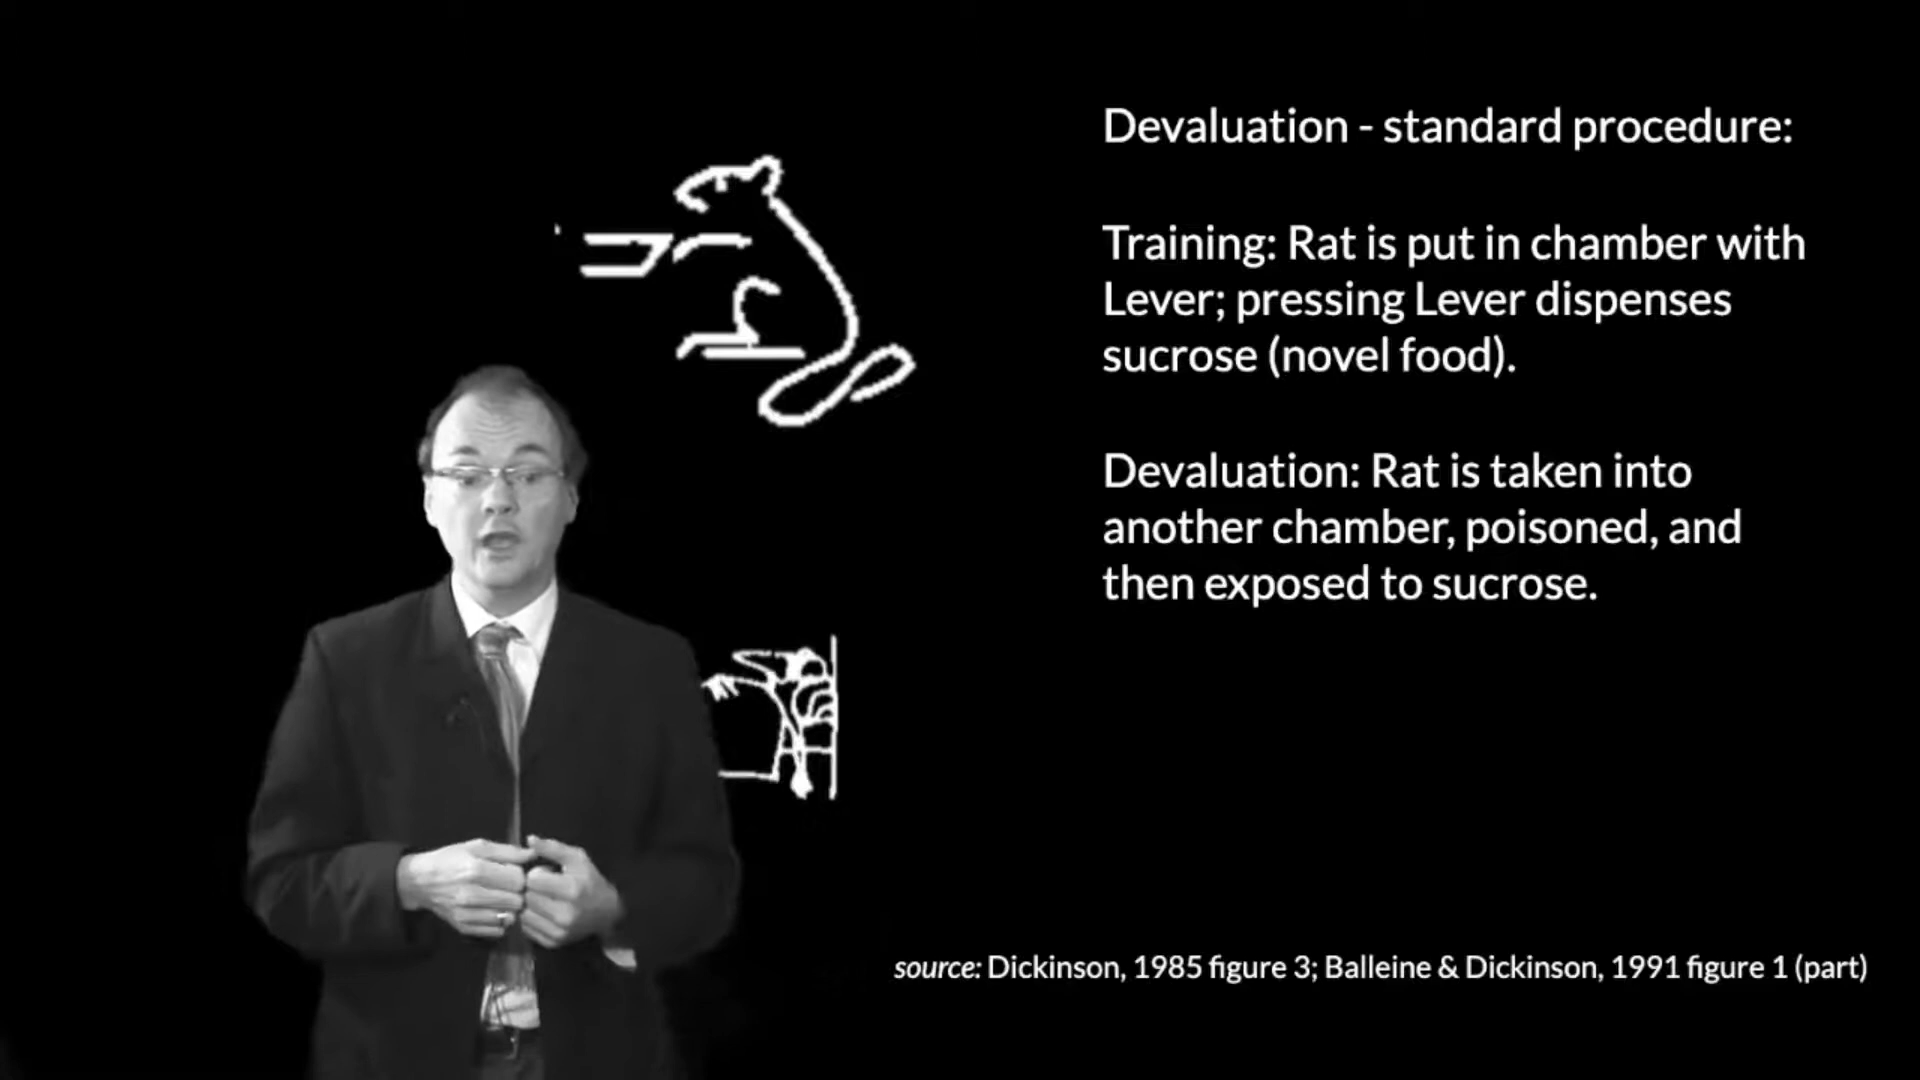 Devaluation - standard procedure:
Training: Rat is put in chamber with
Lever; pressing Lever dispenses
sucrose (novel food).
Devaluation: Rat is taken into
another chamber, poisoned, and
then exposed to sucrose.
source: Dickinson, 1985 figure 3; Balleine & Dickinson, 1991 figure 1 (part)